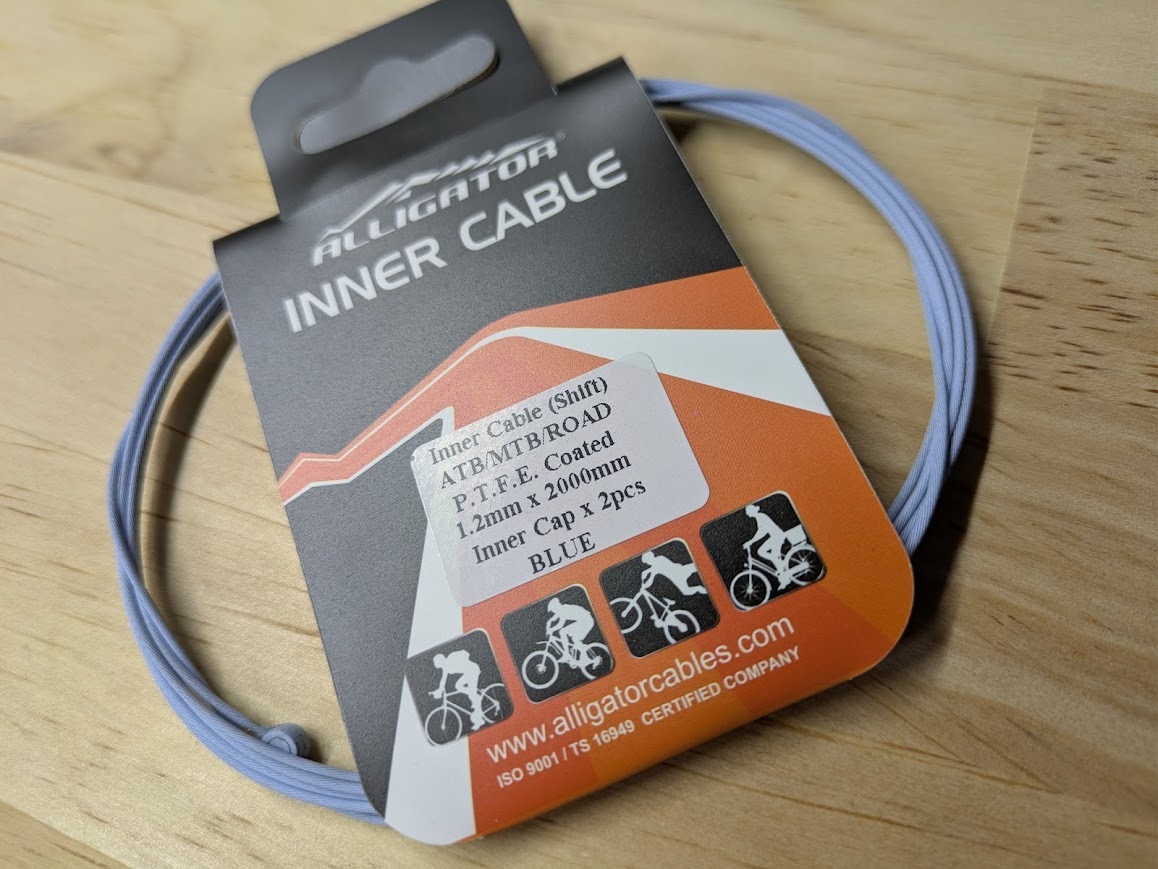 ALLIGATOR®
INNER CABLE
Inner Cable (Shift)
ATB/MTB/ROAD
P.T.F.E. Coated
1.2mm x 2000mm
Inner Cap x 2pcs
BLUE
www.alligatorcables.com
ISO 9001 / TS 16949 CERTIFIED COMPANY